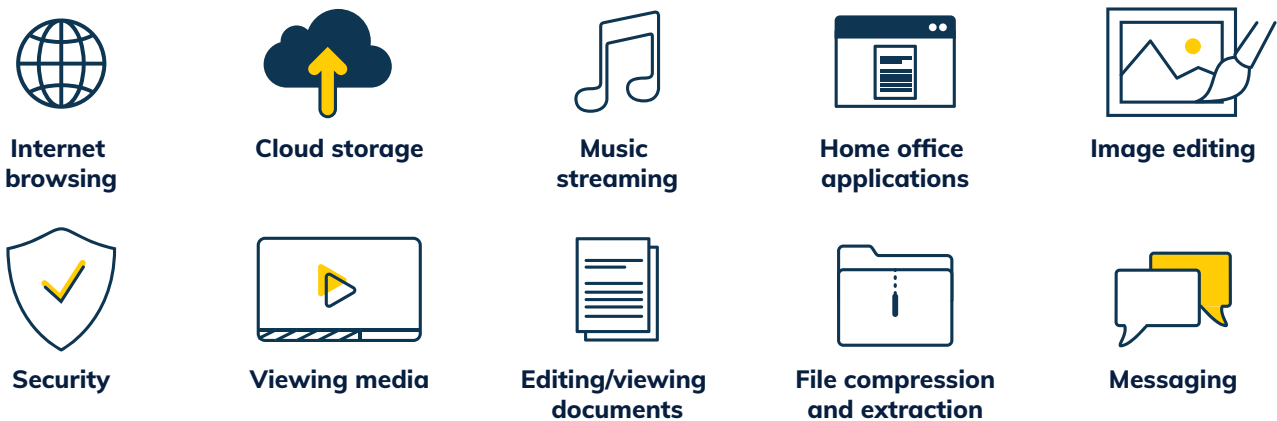 Internet
browsing
Cloud storage
Music
streaming
Home office
applications
Image editing
Security
Viewing media
Editing/viewing
documents
File compression
and extraction
Messaging